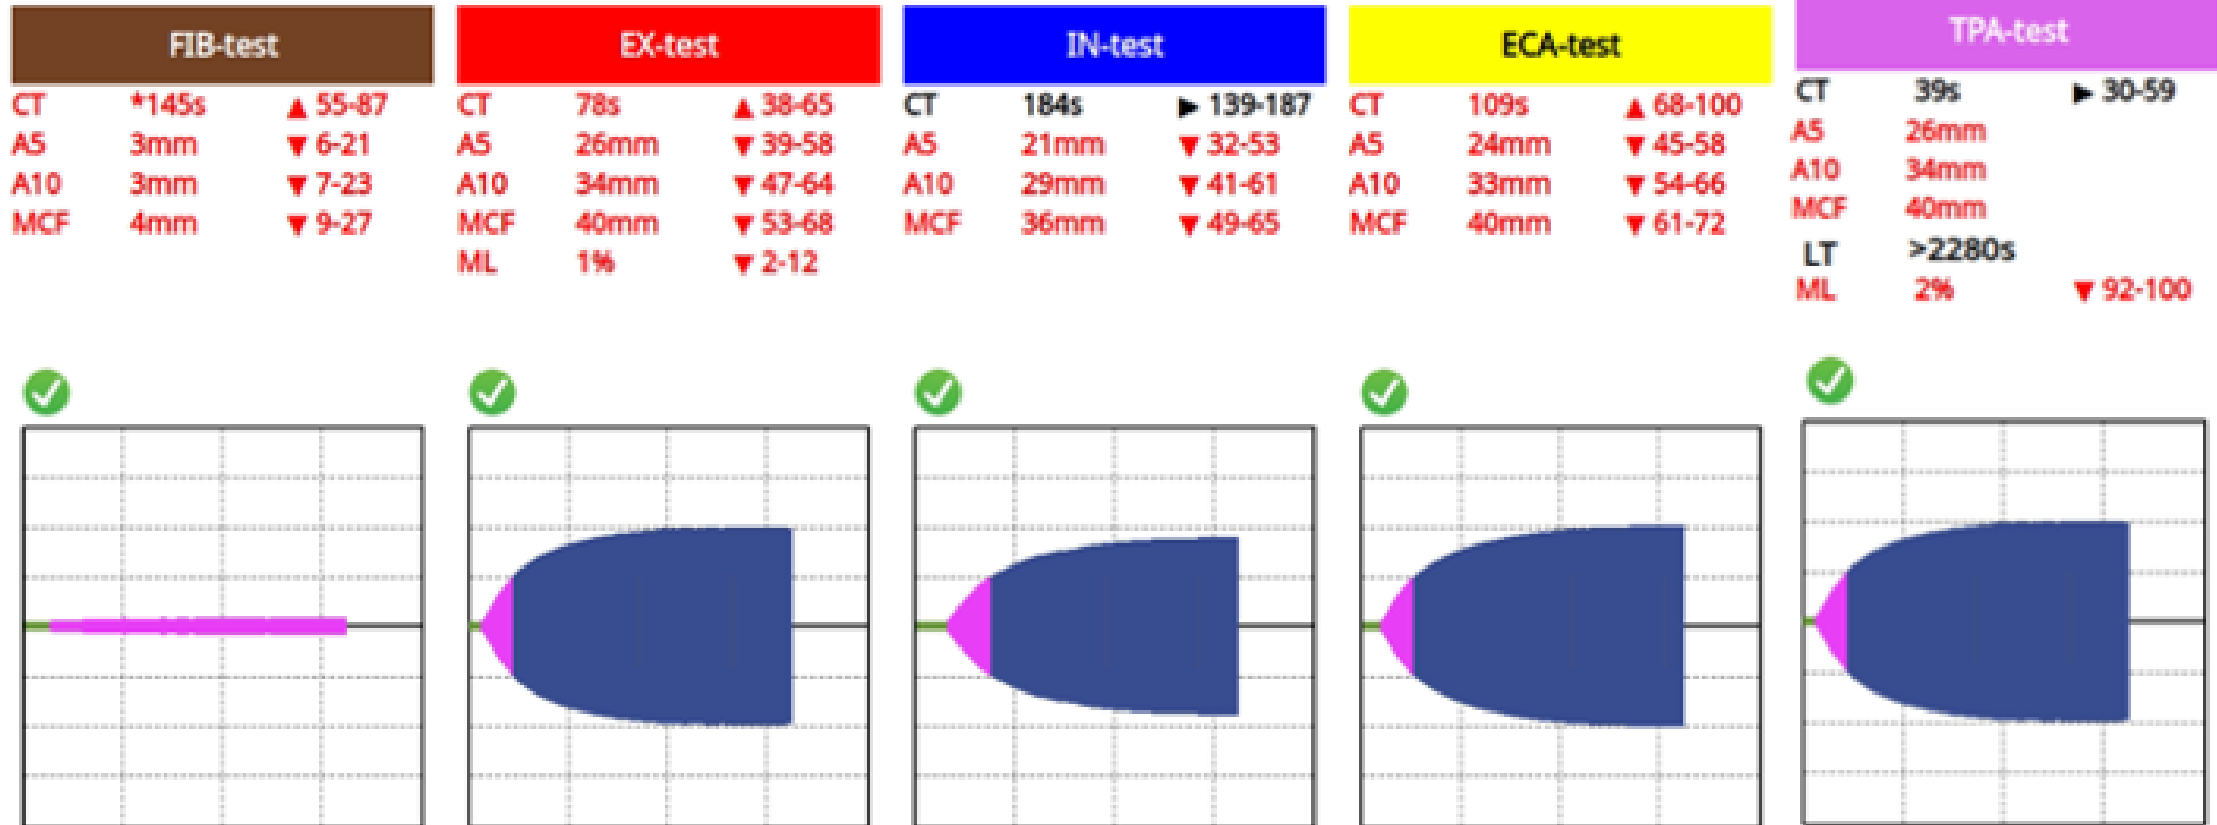 FIB-test
CT *145s ▲ 55-87
A5 3mm ▼ 6-21
A10 3mm ▼ 7-23
MCF 4mm ▼ 9-27
EX-test
CT 78s ▲ 38-65
A5 26mm ▼ 39-58
A10 34mm ▼ 47-64
MCF 40mm ▼ 53-68
ML 1% ▼ 2-12
IN-test
CT 184s ▶ 139-187
A5 21mm ▼ 32-53
A10 29mm ▼ 41-61
MCF 36mm ▼ 49-65
ECA-test
CT 109s ▲ 68-100
A5 24mm ▼ 45-58
A10 33mm ▼ 54-66
MCF 40mm ▼ 61-72
TPA-test
CT 39s ▶ 30-59
A5 26mm
A10 34mm
MCF 40mm
LT >2280s
ML 2% ▼ 92-100